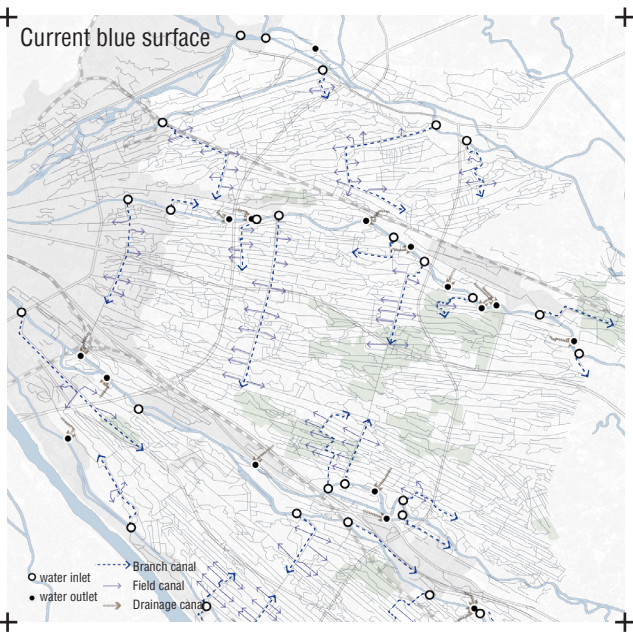 Current blue surface
water inlet
water outlet
Branch canal
Field canal
Drainage canal